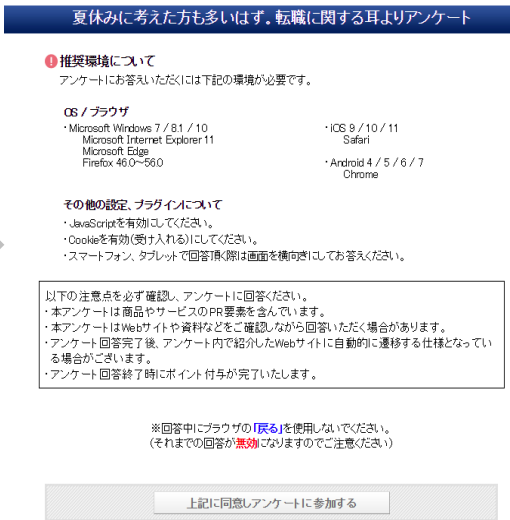 夏休みに考えた方も多いはず。転職に関する耳よりアンケート
推奨環境について
アンケートにお答えいただくには下記の環境が必要です。
OS / ブラウザ
・Microsoft Windows 7 / 8.1 / 10
Microsoft Internet Explorer 11
Microsoft Edge
Firefox 46.0～56.0
・iOS 9 / 10 / 11
Safari
・Android 4 / 5 / 6 / 7
Chrome
その他の設定、プラグインについて
・JavaScriptを有効にしてください。
・Cookieを有効(受け入れる)にしてください。
・スマートフォン、タブレットで回答頂く際は画面を横向きにしてお答えください。
以下の注意点を必ず確認し、アンケートに回答ください。
・本アンケートは商品やサービスのPR要素を含んでいます。
・本アンケートはWebサイトや資料などをご確認しながら回答いただく場合があります。
・アンケート回答完了後、アンケート内で紹介したWebサイトに自動的に遷移する仕様となってい
る場合がございます。
・アンケート回答終了時にポイント付与が完了いたします。
※回答中にブラウザの「戻る」を使用しないでください。
(それまでの回答が無効になりますのでご注意ください)
上記に同意しアンケートに参加する